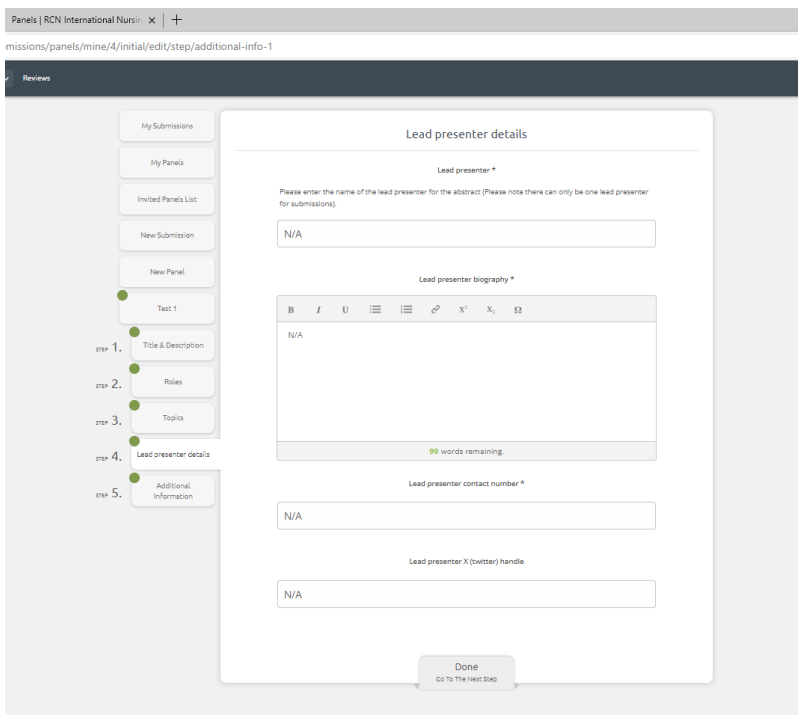 Panels | RCN International Nursin
missions/panels/mine/4/initial/edit/step/additional-info-1
Reviews
My Submissions
My Panels
Invited Panels List
New Submission
New Panel
Test 1
STEP 1. Title & Description
STEP 2. Roles
STEP 3. Topics
STEP 4. Lead presenter details
STEP 5. Additional
Information
Lead presenter details
Lead presenter *
Please enter the name of the lead presenter for the abstract (Please note there can only be one lead presenter
for submissions).
N/A
Lead presenter biography *
B I U X² X₂ Ω
N/A
99 words remaining.
Lead presenter contact number *
N/A
Lead presenter X (twitter) handle
N/A
Done
Go To The Next Step